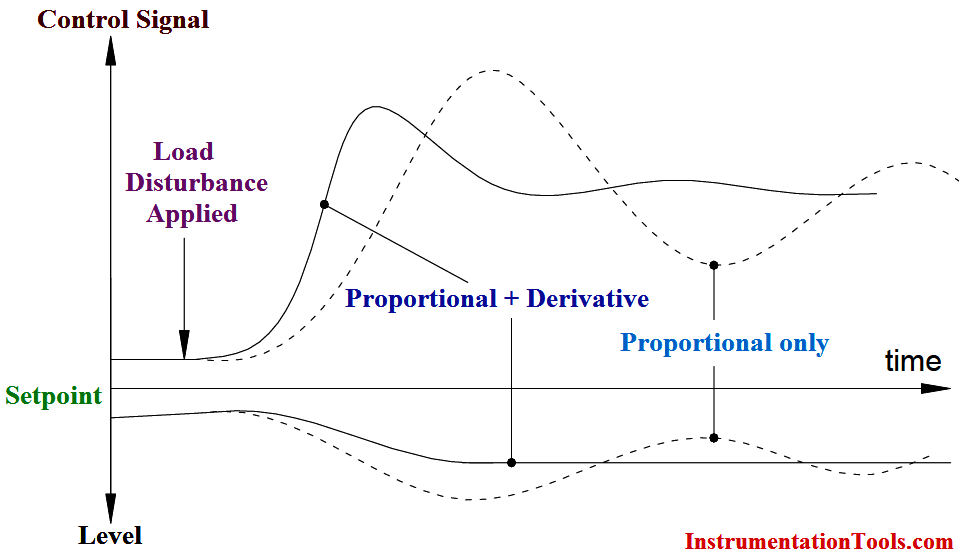 Control Signal
Load
Disturbance
Applied
Proportional + Derivative
Proportional only
time
Setpoint
Level
InstrumentationTools.com